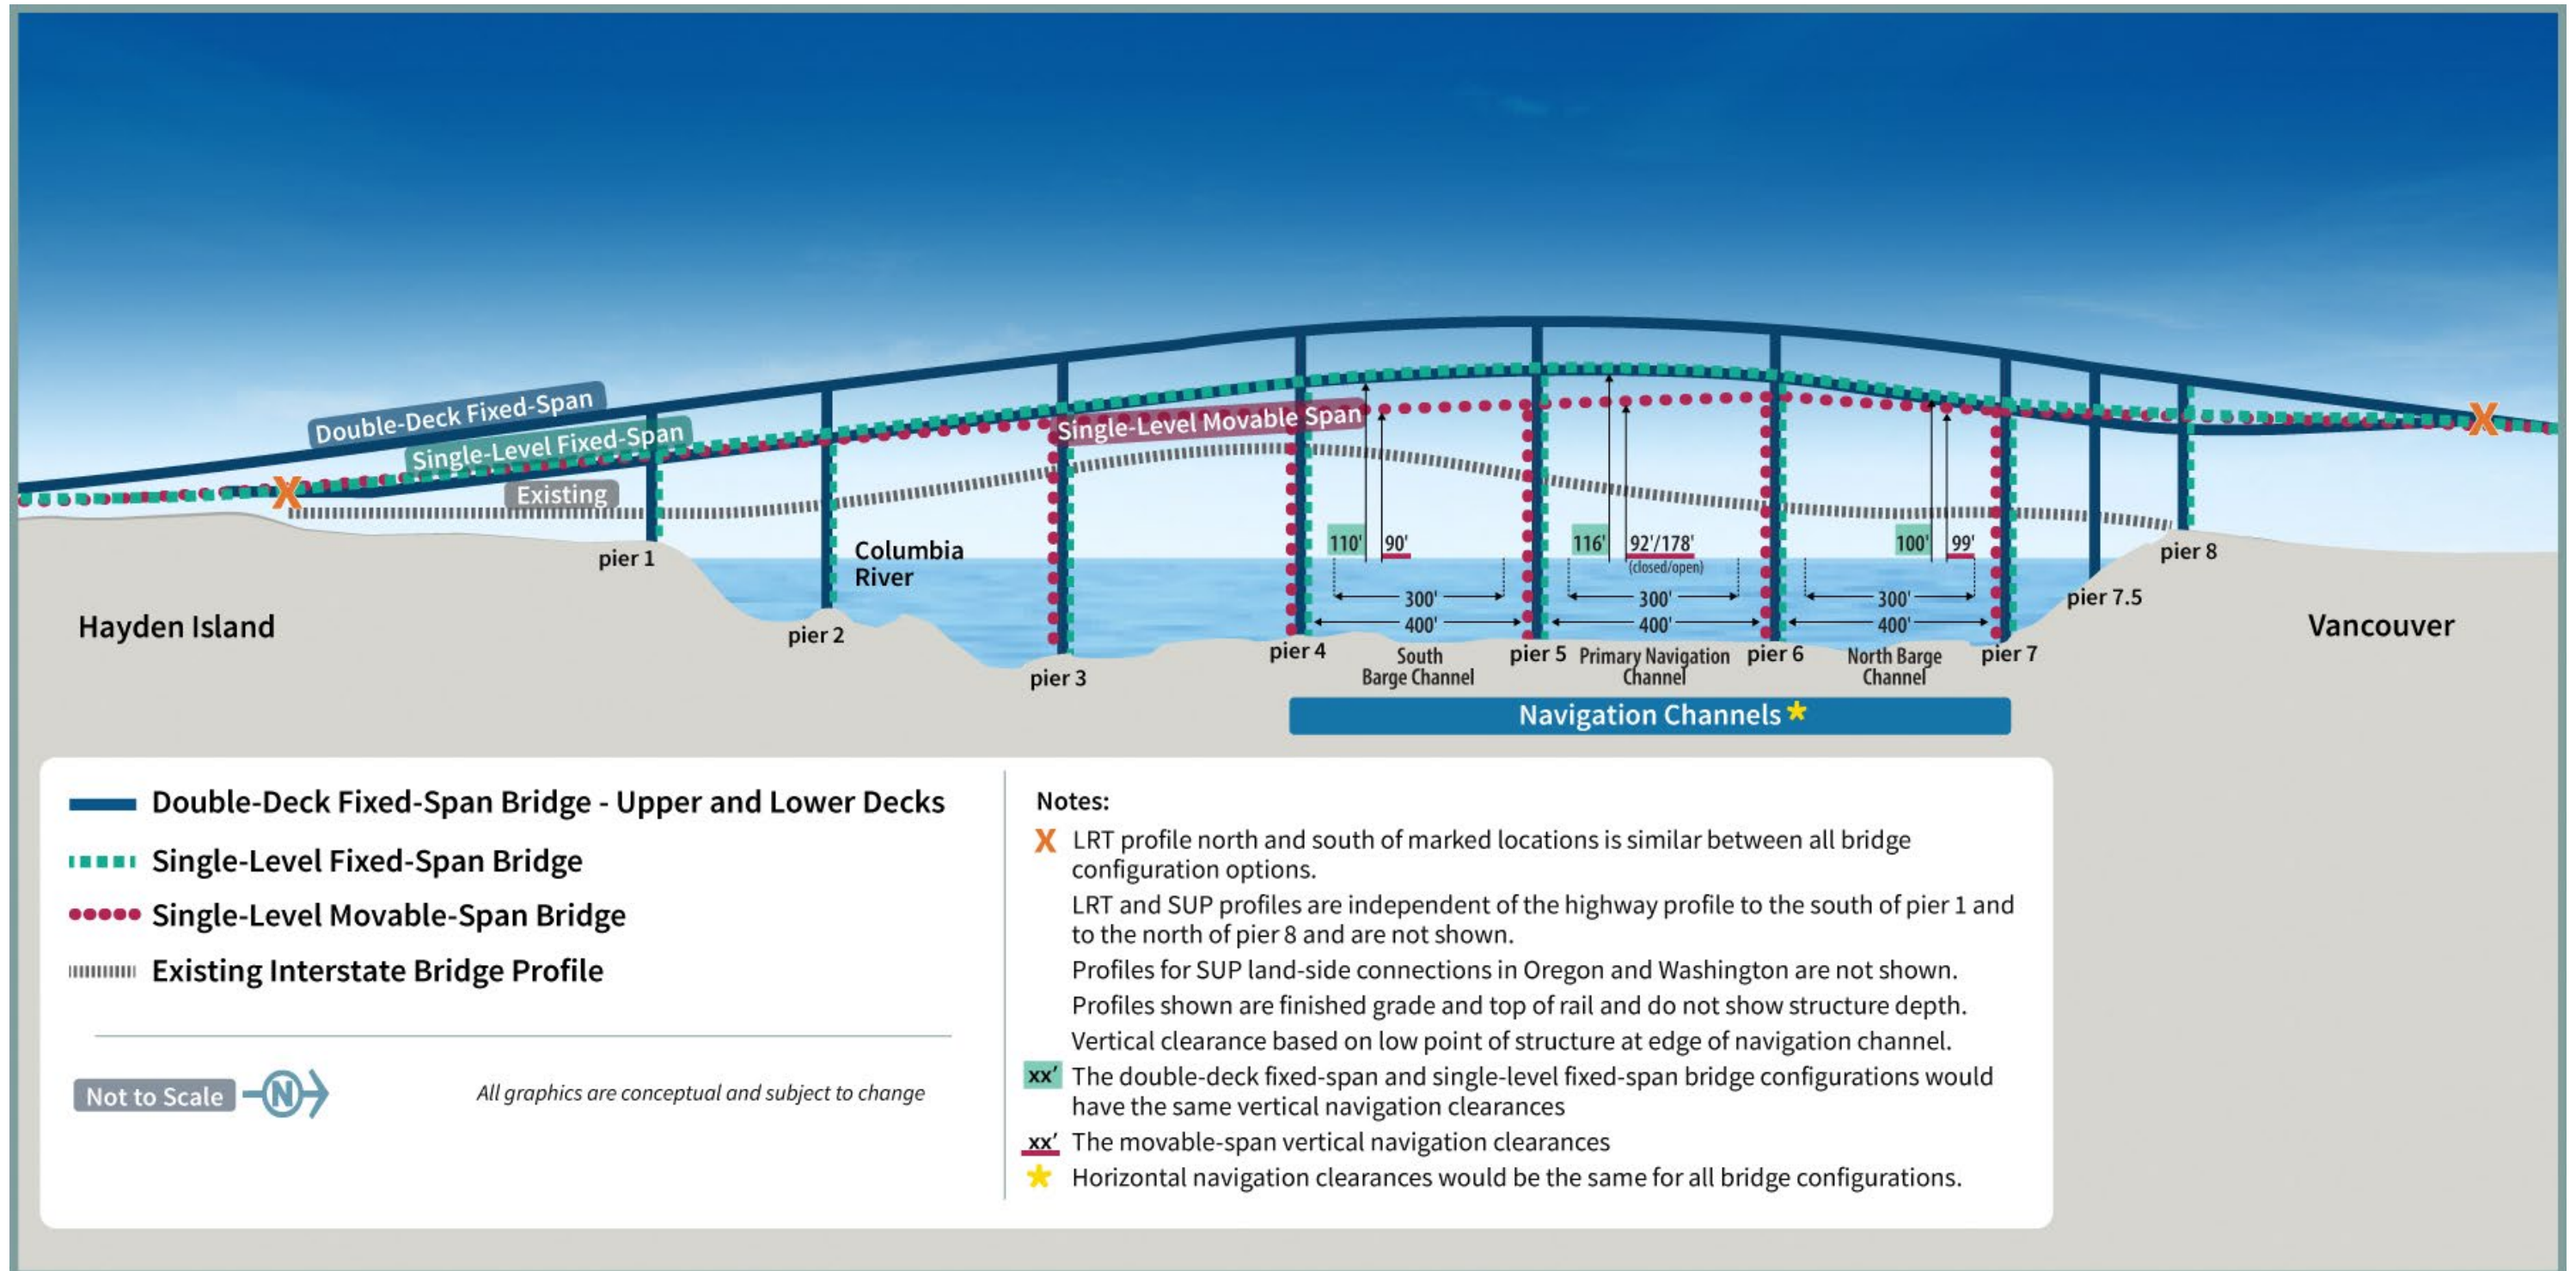 Double-Deck Fixed-Span
Single-Level Fixed-Span
Single-Level Movable Span
Existing
X
X
110'
90'
116'
92'/178'
(closed/open)
100'
99'
Columbia
River
300'
300'
300'
400'
400'
400'
Hayden Island
Vancouver
pier 1
pier 2
pier 3
pier 4
pier 5
pier 6
pier 7
pier 7.5
pier 8
South
Barge Channel
Primary Navigation
Channel
North Barge
Channel
Navigation Channels*
Double-Deck Fixed-Span Bridge - Upper and Lower Decks
Single-Level Fixed-Span Bridge
Single-Level Movable-Span Bridge
Existing Interstate Bridge Profile
Not to Scale
N
All graphics are conceptual and subject to change
Notes:
X LRT profile north and south of marked locations is similar between all bridge
configuration options.
LRT and SUP profiles are independent of the highway profile to the south of pier 1 and
to the north of pier 8 and are not shown.
Profiles for SUP land-side connections in Oregon and Washington are not shown.
Profiles shown are finished grade and top of rail and do not show structure depth.
Vertical clearance based on low point of structure at edge of navigation channel.
xx' The double-deck fixed-span and single-level fixed-span bridge configurations would
have the same vertical navigation clearances
xx' The movable-span vertical navigation clearances
* Horizontal navigation clearances would be the same for all bridge configurations.